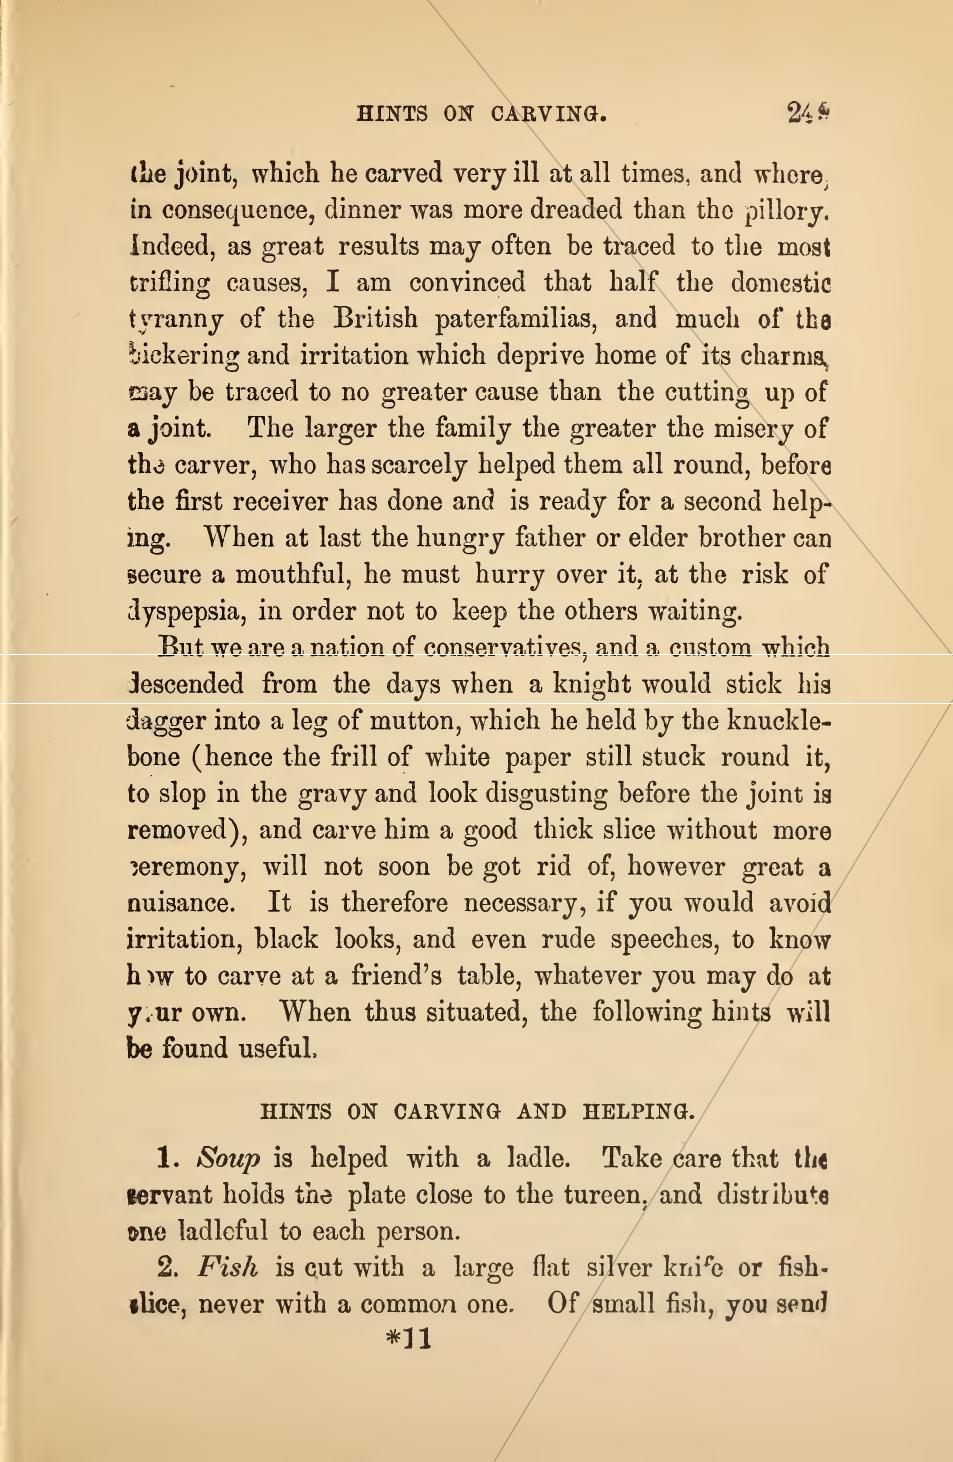 HINTS ON CARVING. 24
the joint, which he carved very ill at all times, and where,
in consequence, dinner was more dreaded than the pillory.
Indeed, as great results may often be traced to the most
trifling causes, I am convinced that half the domestic
tyranny of the British paterfamilias, and much of the
bickering and irritation which deprive home of its charms,
may be traced to no greater cause than the cutting up of
a joint. The larger the family the greater the misery of
the carver, who has scarcely helped them all round, before
the first receiver has done and is ready for a second help-
ing. When at last the hungry father or elder brother can
secure a mouthful, he must hurry over it, at the risk of
dyspepsia, in order not to keep the others waiting.
But we are a nation of conservatives, and a custom which
descended from the days when a knight would stick his
dagger into a leg of mutton, which he held by the knuckle-
bone (hence the frill of white paper still stuck round it,
to slop in the gravy and look disgusting before the joint is
removed), and carve him a good thick slice without more
ceremony, will not soon be got rid of, however great a
nuisance. It is therefore necessary, if you would avoid
irritation, black looks, and even rude speeches, to know
how to carve at a friend's table, whatever you may do at
your own. When thus situated, the following hints will
be found useful.
HINTS ON CARVING AND HELPING.
1. Soup is helped with a ladle. Take care that the
servant holds the plate close to the tureen, and distribute
one ladleful to each person.
2. Fish is cut with a large flat silver knife or fish-
slice, never with a common one. Of small fish, you send
*11